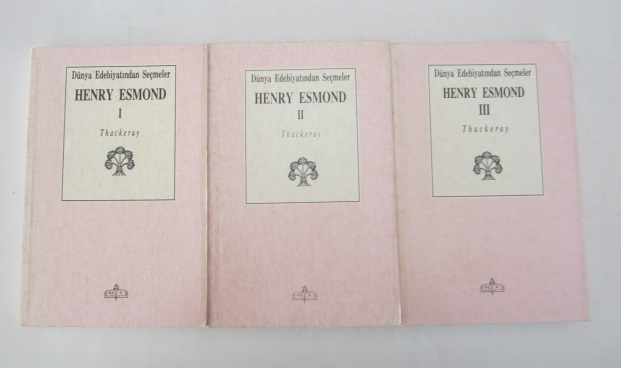 Dünya Edebiyatından Seçmeler
HENRY ESMOND
I
Thackeray
Dünya Edebiyatından Seçmeler
HENRY ESMOND
II
Thackeray
Dünya Edebiyatından Seçmeler
HENRY ESMOND
III
Thackeray